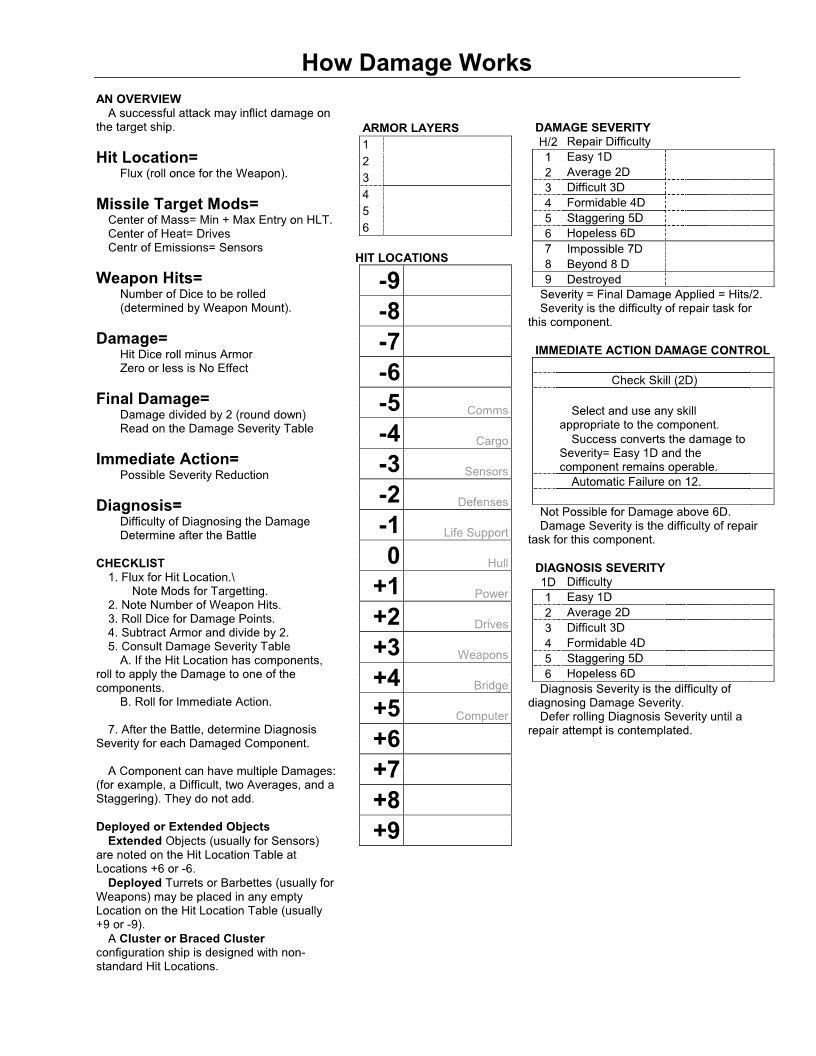 How Damage Works
AN OVERVIEW
A successful attack may inflict damage on
the target ship.
Hit Location=
Flux (roll once for the Weapon).
Missile Target Mods=
Center of Mass= Min + Max Entry on HLT.
Center of Heat= Drives
Centr of Emissions= Sensors
Weapon Hits=
Number of Dice to be rolled
(determined by Weapon Mount).
Damage=
Hit Dice roll minus Armor
Zero or less is No Effect
Final Damage=
Damage divided by 2 (round down)
Read on the Damage Severity Table
Immediate Action=
Possible Severity Reduction
Diagnosis=
Difficulty of Diagnosing the Damage
Determine after the Battle
CHECKLIST
1. Flux for Hit Location.\
Note Mods for Targetting.
2. Note Number of Weapon Hits.
3. Roll Dice for Damage Points.
4. Subtract Armor and divide by 2.
5. Consult Damage Severity Table
A. If the Hit Location has components,
roll to apply the Damage to one of the
components.
B. Roll for Immediate Action.
7. After the Battle, determine Diagnosis
Severity for each Damaged Component.
A Component can have multiple Damages:
(for example, a Difficult, two Averages, and a
Staggering). They do not add.
Deployed or Extended Objects
Extended Objects (usually for Sensors)
are noted on the Hit Location Table at
Locations +6 or -6.
Deployed Turrets or Barbettes (usually for
Weapons) may be placed in any empty
Location on the Hit Location Table (usually
+9 or -9).
A Cluster or Braced Cluster
configuration ship is designed with non-
standard Hit Locations.
ARMOR LAYERS
1
2
3
4
5
6
HIT LOCATIONS
-9
-8
-7
-6
-5 Comms
-4 Cargo
-3 Sensors
-2 Defenses
-1 Life Support
0 Hull
+1 Power
+2 Drives
+3 Weapons
+4 Bridge
+5 Computer
+6
+7
+8
+9
DAMAGE SEVERITY
H/2 Repair Difficulty
1 Easy 1D
2 Average 2D
3 Difficult 3D
4 Formidable 4D
5 Staggering 5D
6 Hopeless 6D
7 Impossible 7D
8 Beyond 8 D
9 Destroyed
Severity = Final Damage Applied = Hits/2.
Severity is the difficulty of repair task for
this component.
IMMEDIATE ACTION DAMAGE CONTROL
Check Skill (2D)
Select and use any skill
appropriate to the component.
Success converts the damage to
Severity= Easy 1D and the
component remains operable.
Automatic Failure on 12.
Not Possible for Damage above 6D.
Damage Severity is the difficulty of repair
task for this component.
DIAGNOSIS SEVERITY
1D Difficulty
1 Easy 1D
2 Average 2D
3 Difficult 3D
4 Formidable 4D
5 Staggering 5D
6 Hopeless 6D
Diagnosis Severity is the difficulty of
diagnosing Damage Severity.
Defer rolling Diagnosis Severity until a
repair attempt is contemplated.